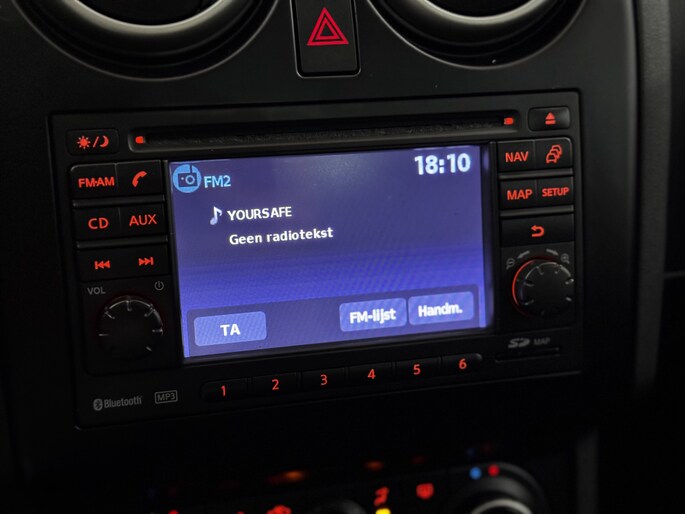 FM2 18:10
YOURSAFE
Geen radiotekst
TA FM-lijst Handm.
FM•AM
CD AUX
VOL
NAV
MAP SETUP
SD MAP
1 2 3 4 5 6
Bluetooth MP3